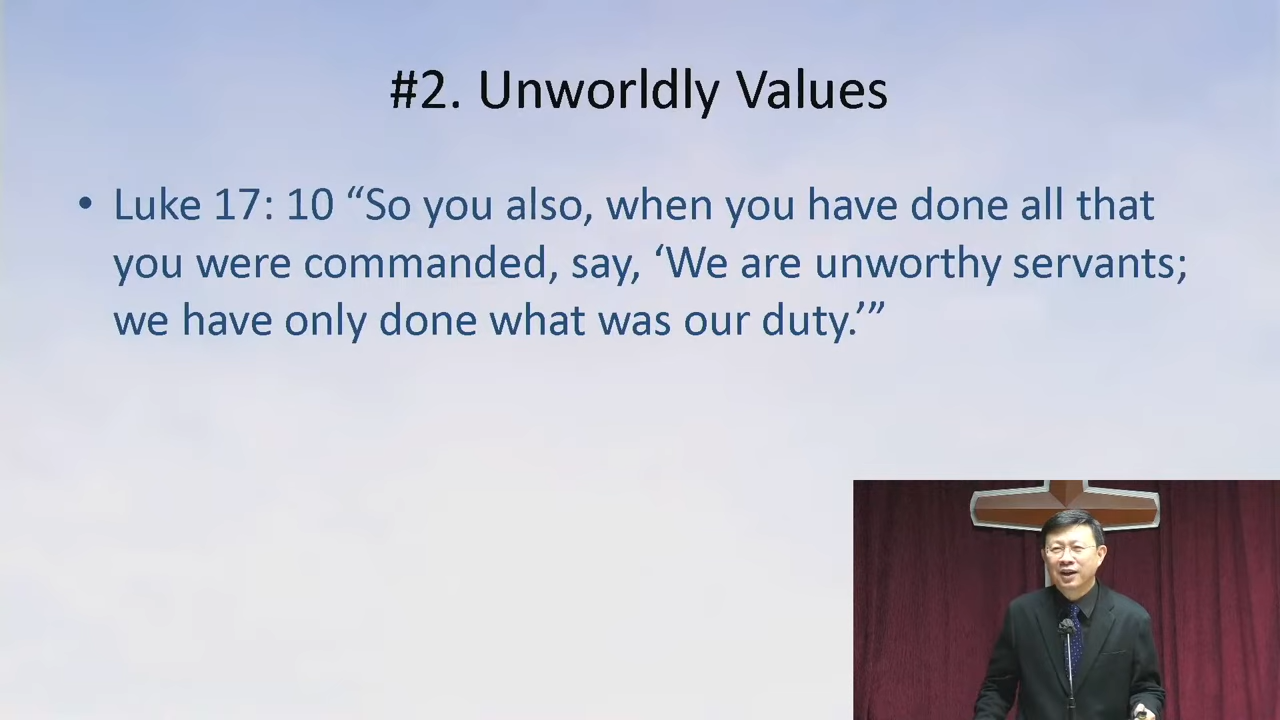 #2. Unworldly Values
• Luke 17: 10 “So you also, when you have done all that
you were commanded, say, ‘We are unworthy servants;
we have only done what was our duty.’”